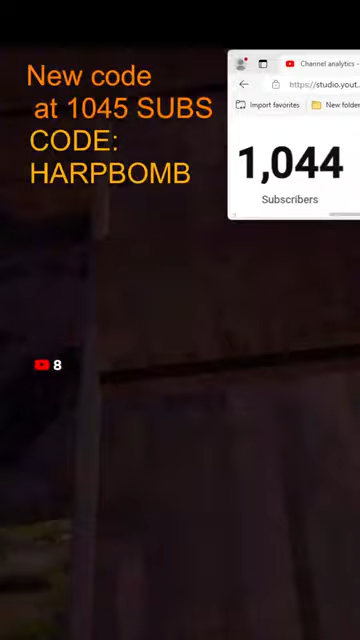 New code
at 1045 SUBS
CODE:
HARPBOMB
Channel analytics -
https://studio.yout..
Import favorites
New folder
1,044
Subscribers
8